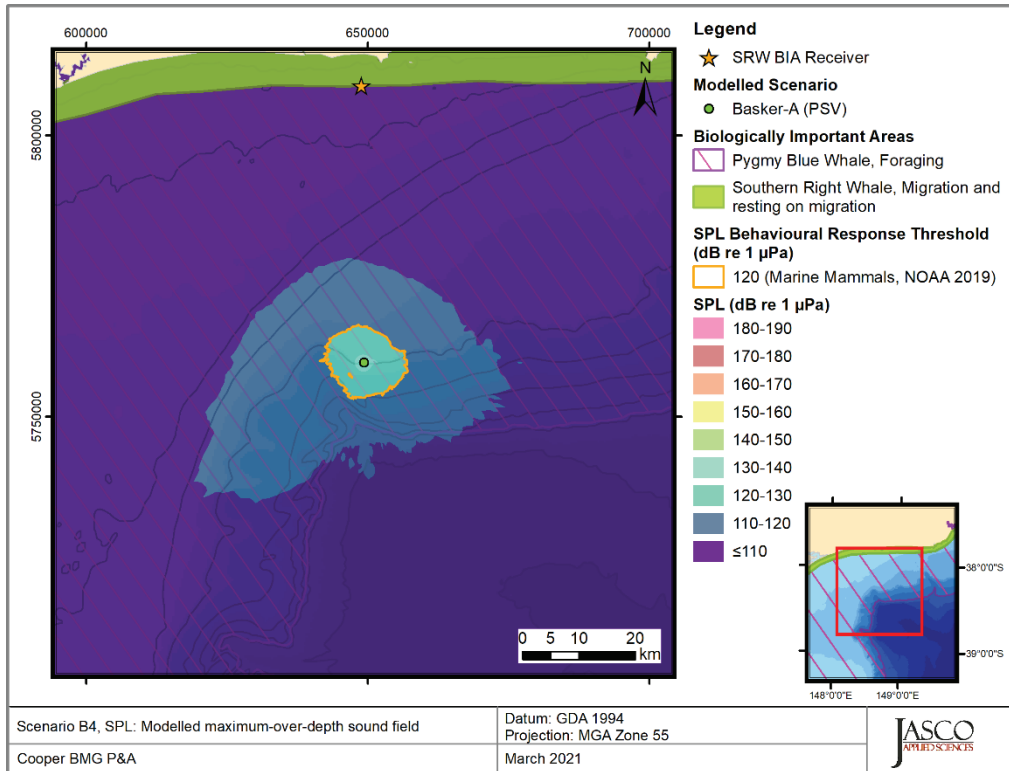 600000 650000 700000
5800000
5750000
N
0 5 10 20
km
Legend
SRW BIA Receiver
Modelled Scenario
Basker-A (PSV)
Biologically Important Areas
Pygmy Blue Whale, Foraging
Southern Right Whale, Migration and
resting on migration
SPL Behavioural Response Threshold
(dB re 1 µPa)
120 (Marine Mammals, NOAA 2019)
SPL (dB re 1 µPa)
180-190
170-180
160-170
150-160
140-150
130-140
120-130
110-120
≤110
38°0'0"S
39°0'0"S
148°0'0"E 149°0'0"E
Scenario B4, SPL: Modelled maximum-over-depth sound field
Cooper BMG P&A
Datum: GDA 1994
Projection: MGA Zone 55
March 2021
JASCO
APPLIED SCIENCES